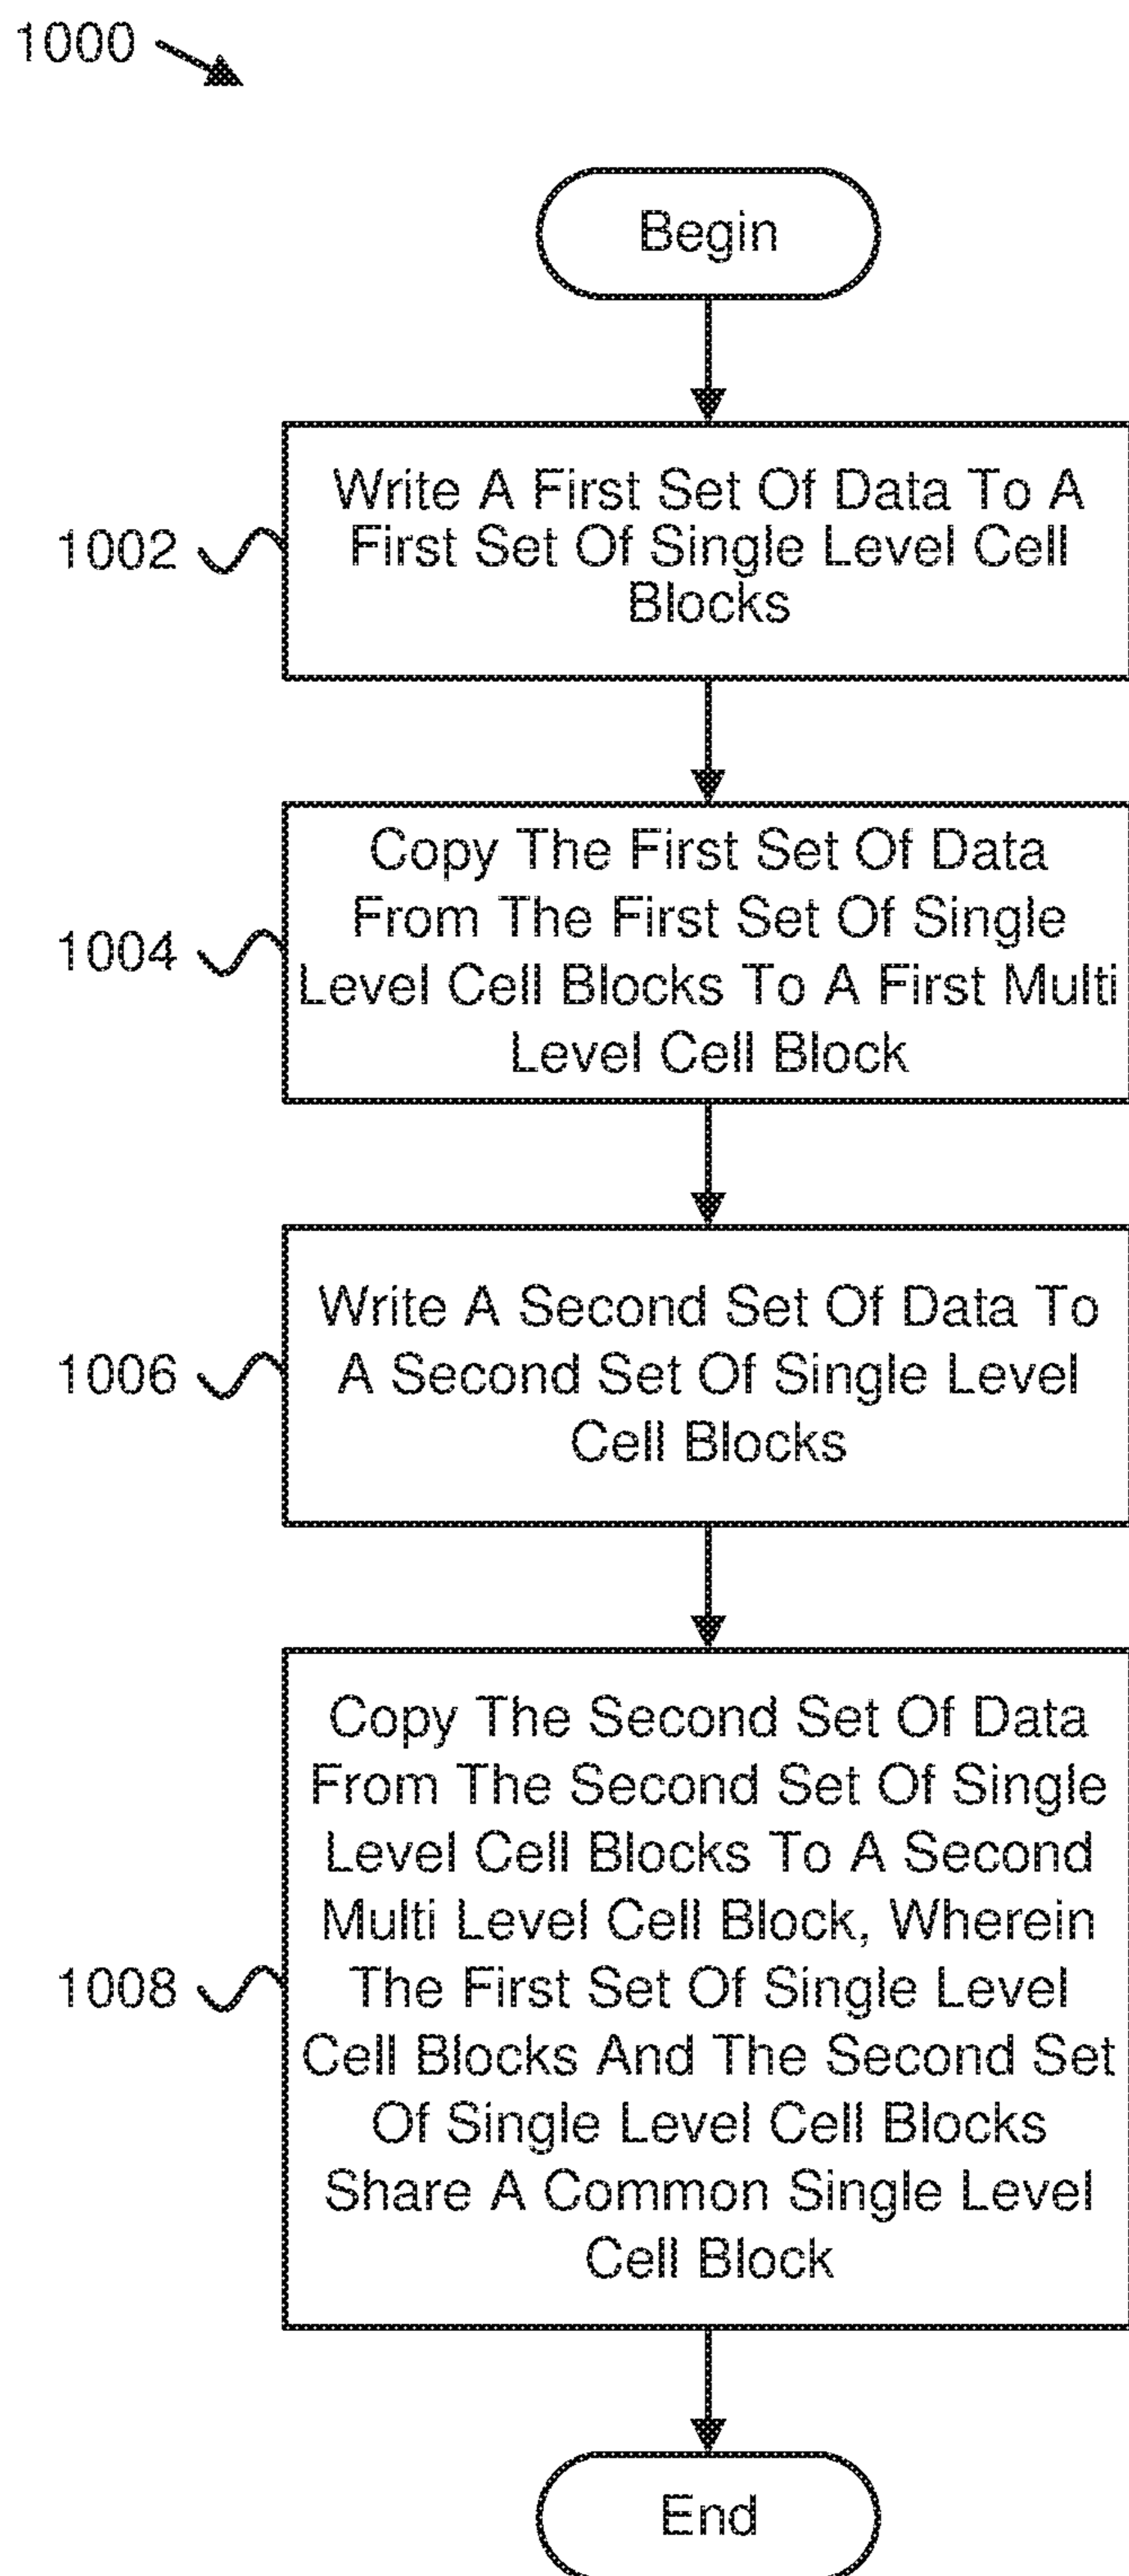 1000
Begin
1002
Write A First Set Of Data To A
First Set Of Single Level Cell
Blocks
1004
Copy The First Set Of Data
From The First Set Of Single
Level Cell Blocks To A First Multi
Level Cell Block
1006
Write A Second Set Of Data To
A Second Set Of Single Level
Cell Blocks
1008
Copy The Second Set Of Data
From The Second Set Of Single
Level Cell Blocks To A Second
Multi Level Cell Block, Wherein
The First Set Of Single Level
Cell Blocks And The Second Set
Of Single Level Cell Blocks
Share A Common Single Level
Cell Block
End